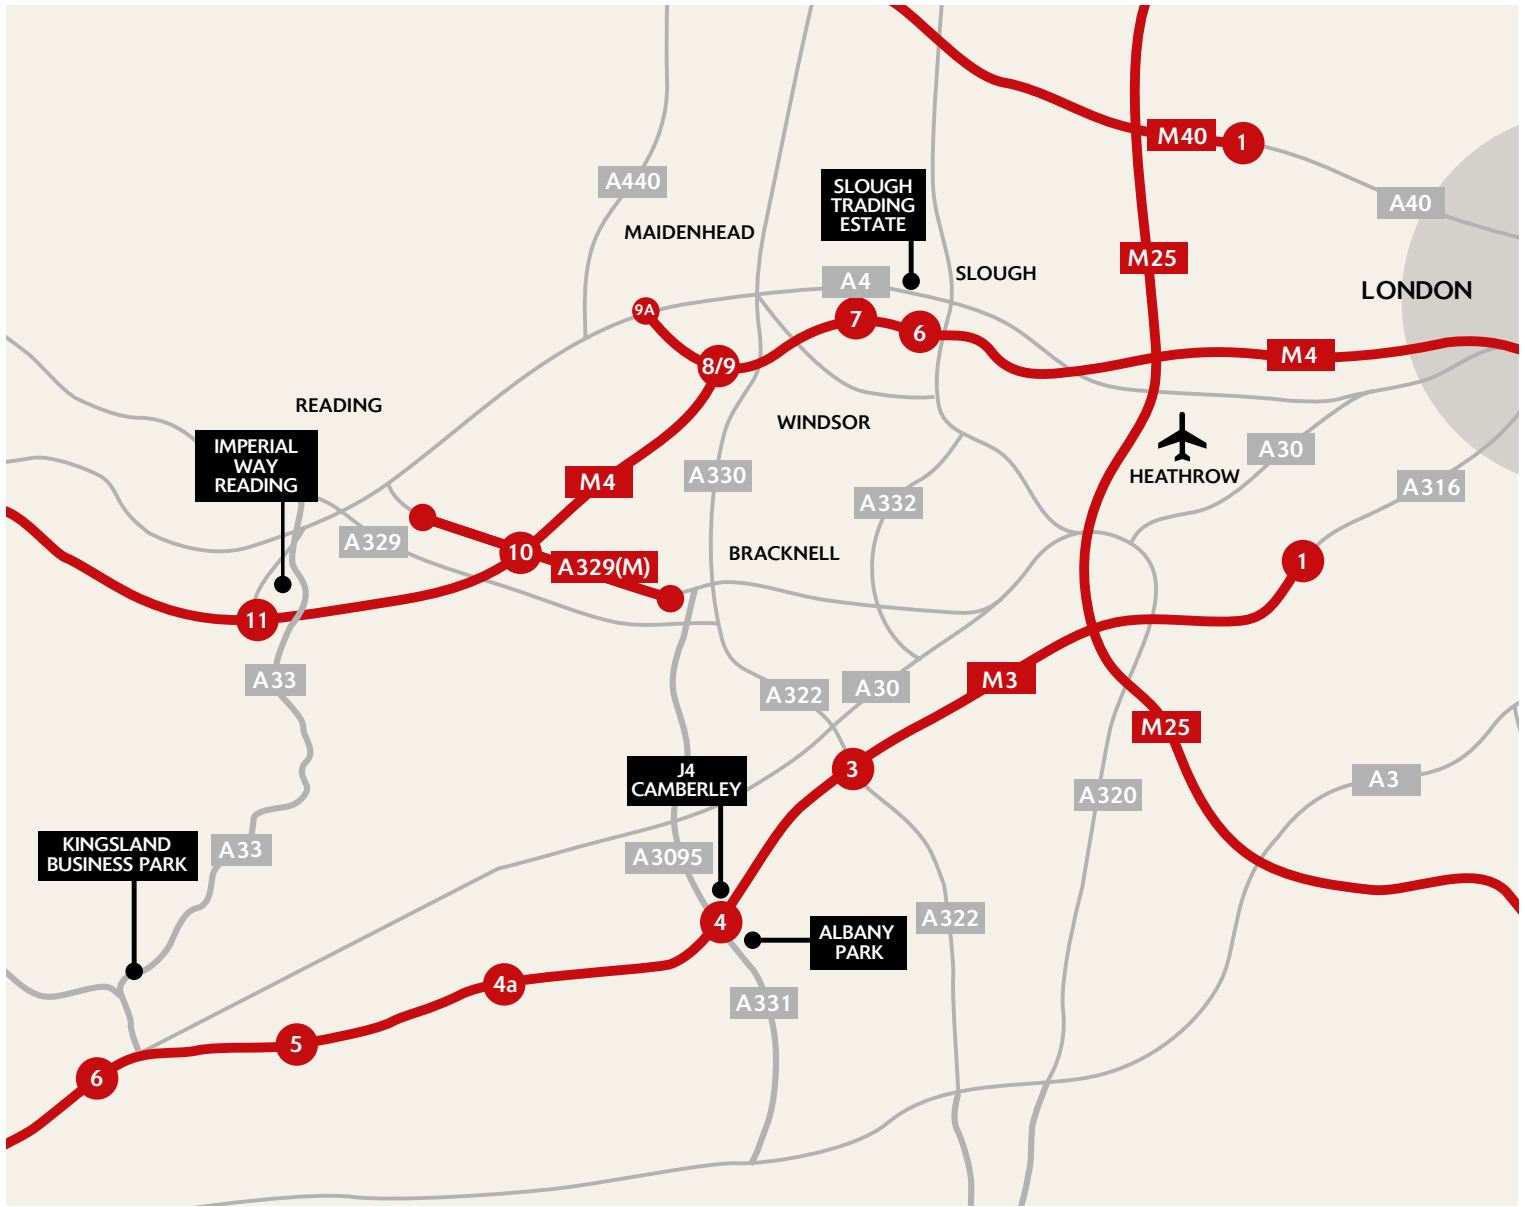 M40
1
A440
SLOUGH
TRADING
ESTATE
A40
MAIDENHEAD
M25
SLOUGH
A4
LONDON
9A
7
6
M4
8/9
READING
WINDSOR
IMPERIAL
WAY
READING
A30
HEATHROW
M4
A330
A316
A332
A329
10
A329(M)
BRACKNELL
1
11
A33
M3
A322
A30
M25
3
J4
CAMBERLEY
A3
A320
KINGSLAND
BUSINESS PARK
A33
A3095
4
A322
ALBANY
PARK
4a
A331
5
6